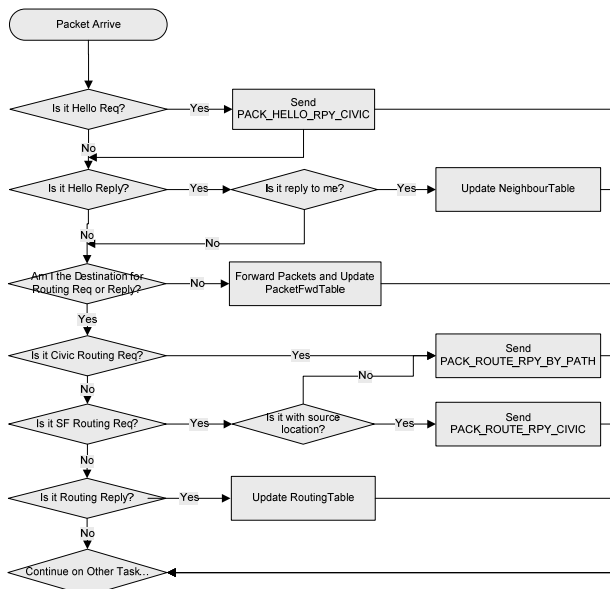 Packet Arrive
Is it Hello Req?
Yes
Send
PACK_HELLO_RPY_CIVIC
No
Is it Hello Reply?
Yes
Is it reply to me?
Yes
Update NeighbourTable
No
No
Am I the Destination for
Routing Req or Reply?
No
Forward Packets and Update
PacketFwdTable
Yes
Is it Civic Routing Req?
Yes
Send
PACK_ROUTE_RPY_BY_PATH
No
No
Is it SF Routing Req?
Yes
Is it with source
location?
Yes
Send
PACK_ROUTE_RPY_CIVIC
No
Is it Routing Reply?
Yes
Update RoutingTable
No
Continue on Other Task...